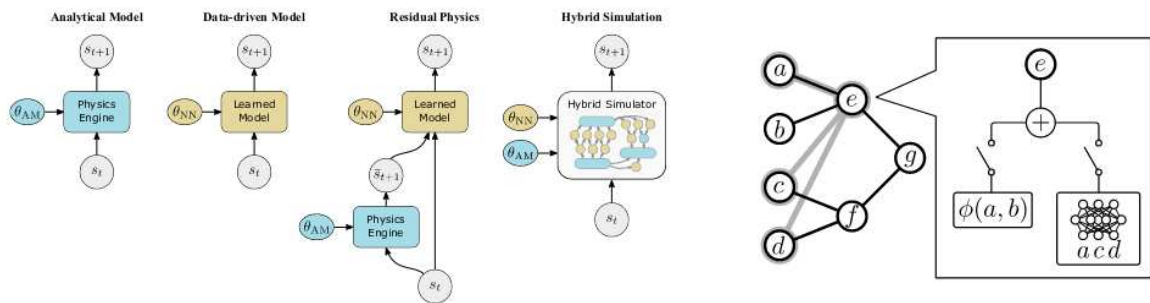 Analytical Model
Data-driven Model
Residual Physics
Hybrid Simulation
s_{t+1}
s_{t+1}
s_{t+1}
s_{t+1}
θ_AM
Physics
Engine
θ_NN
Learned
Model
θ_NN
Learned
Model
Hybrid Simulator
θ_NN
θ_AM
s_t
s_t
s̄_{t+1}
s_t
θ_AM
Physics
Engine
s_t
a
b
c
d
e
f
g
e
+
ϕ(a, b)
a c d